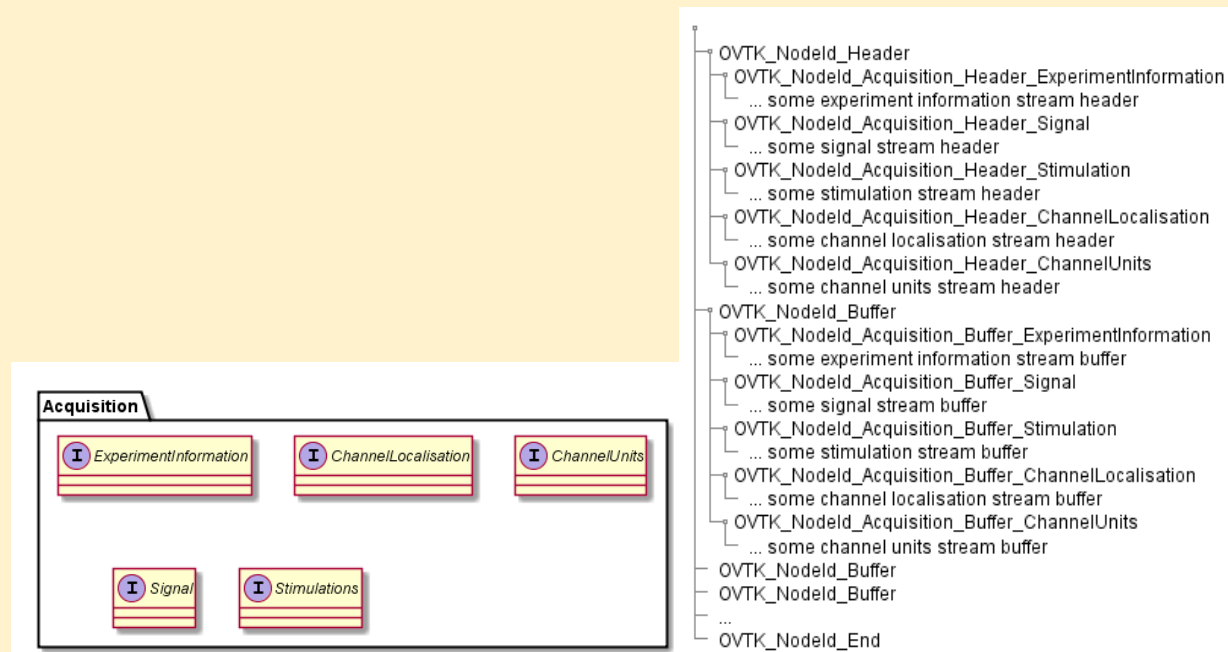 Acquisition
I ExperimentInformation
I ChannelLocalisation
I ChannelUnits
I Signal
I Stimulations
OVTK_NodeId_Header
OVTK_NodeId_Acquisition_Header_ExperimentInformation
... some experiment information stream header
OVTK_NodeId_Acquisition_Header_Signal
... some signal stream header
OVTK_NodeId_Acquisition_Header_Stimulation
... some stimulation stream header
OVTK_NodeId_Acquisition_Header_ChannelLocalisation
... some channel localisation stream header
OVTK_NodeId_Acquisition_Header_ChannelUnits
... some channel units stream header
OVTK_NodeId_Buffer
OVTK_NodeId_Acquisition_Buffer_ExperimentInformation
... some experiment information stream buffer
OVTK_NodeId_Acquisition_Buffer_Signal
... some signal stream buffer
OVTK_NodeId_Acquisition_Buffer_Stimulation
... some stimulation stream buffer
OVTK_NodeId_Acquisition_Buffer_ChannelLocalisation
... some channel localisation stream buffer
OVTK_NodeId_Acquisition_Buffer_ChannelUnits
... some channel units stream buffer
OVTK_NodeId_Buffer
OVTK_NodeId_Buffer
...
OVTK_NodeId_End